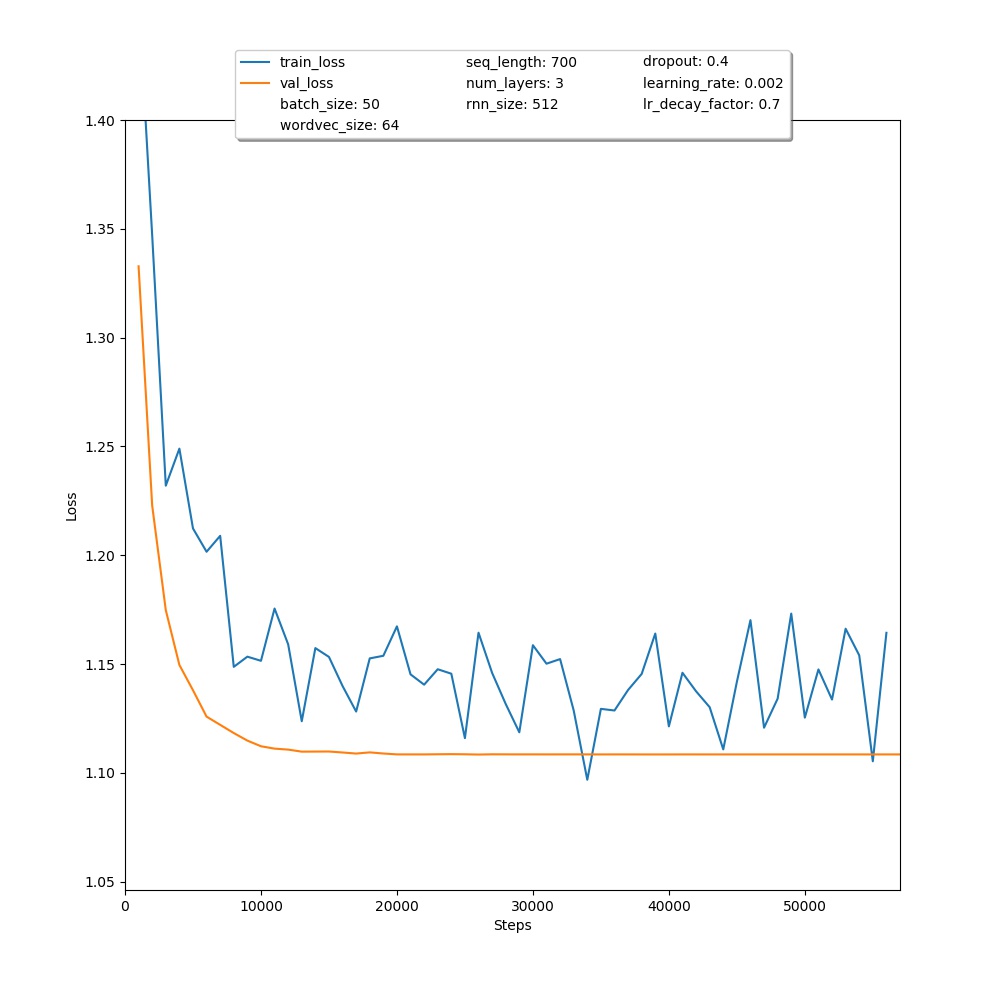 train_loss
val_loss
batch_size: 50
wordvec_size: 64
seq_length: 700
num_layers: 3
rnn_size: 512
dropout: 0.4
learning_rate: 0.002
lr_decay_factor: 0.7
1.40
1.35
1.30
1.25
1.20
1.15
1.10
1.05
Loss
0 10000 20000 30000 40000 50000
Steps